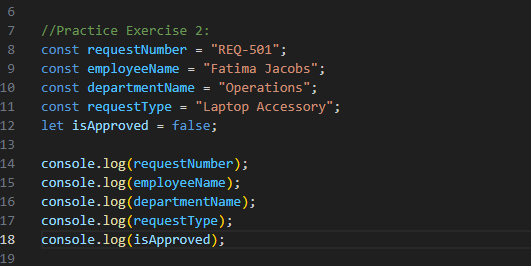 6
7 //Practice Exercise 2:
8 const requestNumber = "REQ-501";
9 const employeeName = "Fatima Jacobs";
10 const departmentName = "Operations";
11 const requestType = "Laptop Accessory";
12 let isApproved = false;
13
14 console.log(requestNumber);
15 console.log(employeeName);
16 console.log(departmentName);
17 console.log(requestType);
18 console.log(isApproved);